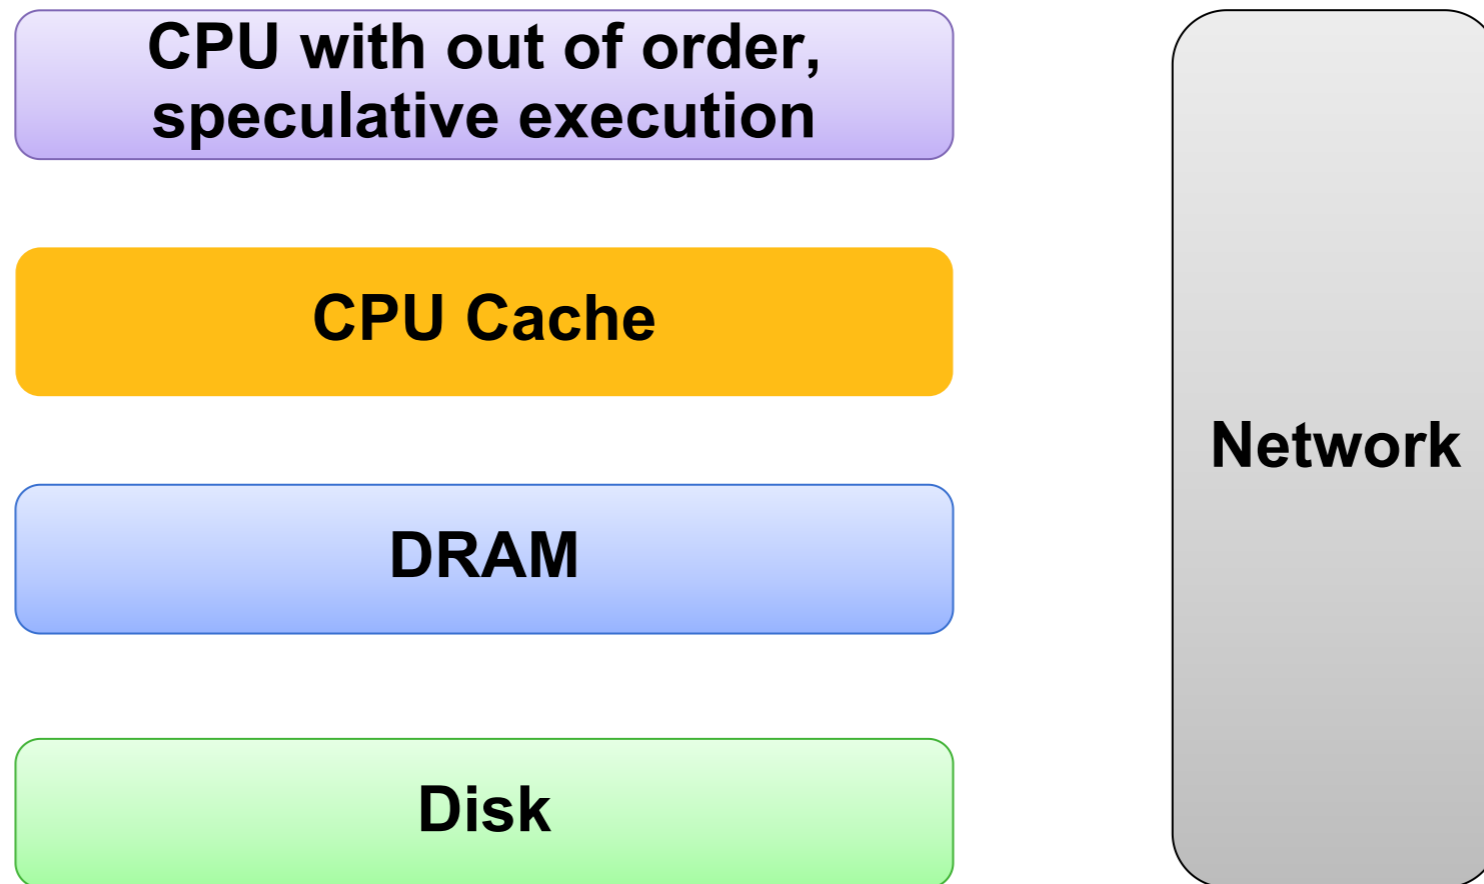 CPU with out of order,
speculative execution
CPU Cache
DRAM
Disk
Network